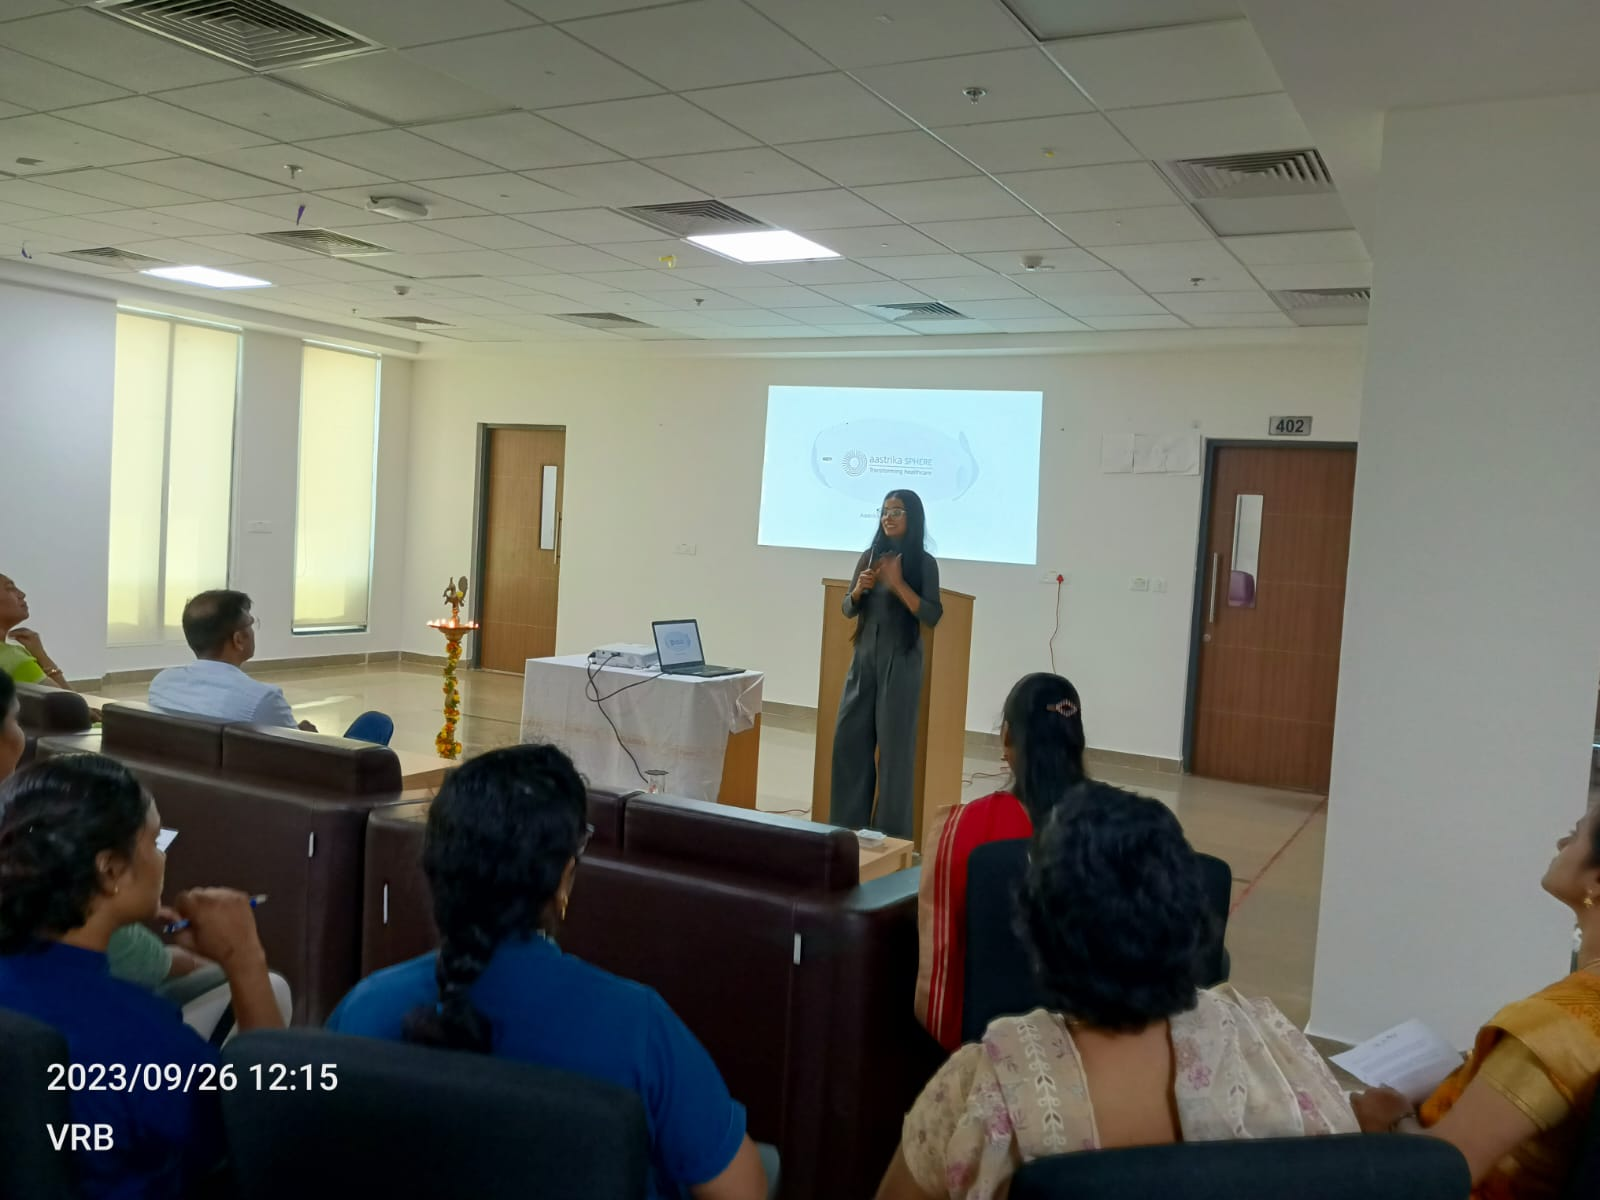 402
aastrika SPHERE
Transforming healthcare
2023/09/26 12:15
VRB